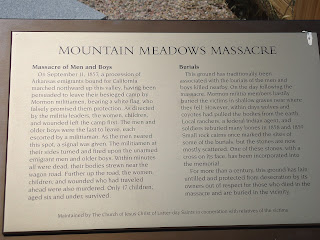 MOUNTAIN MEADOWS MASSACRE
Massacre of Men and Boys
On September 11, 1857, a procession of
Arkansas emigrants bound for California
marched northward up this valley, having been
persuaded to leave their besieged camp by
Mormon militiamen, bearing a white flag, who
falsely promised them protection. As directed
by the militia leaders, the women, children,
and wounded left the camp first. The men and
older boys were the last to leave, each
escorted by a militiaman. As the men neared
this spot, a signal was given. The militiamen at
their sides turned and fired upon the unarmed
emigrant men and older boys. Within minutes
all were dead, their bodies strewn near the
wagon road. Further up the road, the women,
children, and wounded who had traveled
ahead were also murdered. Only 17 children,
aged six and under, survived.
Burials
This ground has traditionally been
associated with the burials of the men and
boys killed nearby. On the day following the
massacre, Mormon militia members hastily
buried the victims in shallow graves near where
they fell. However, within days wolves and
coyotes had pulled the bodies from the earth.
Local ranchers, a federal Indian agent, and
soldiers reburied many bones in 1858 and 1859.
Small rock cairns once marked the sites of
some of the burials, but the stones are now
mostly scattered. One of these stones, with a
cross on its face, has been incorporated into
the memorial.
For more than a century, this ground has lain
untilled and protected from desecration by its
owners out of respect for those who died in the
massacre and are buried in the vicinity.
Maintained by The Church of Jesus Christ of Latter-day Saints in cooperation with relatives of the victims.